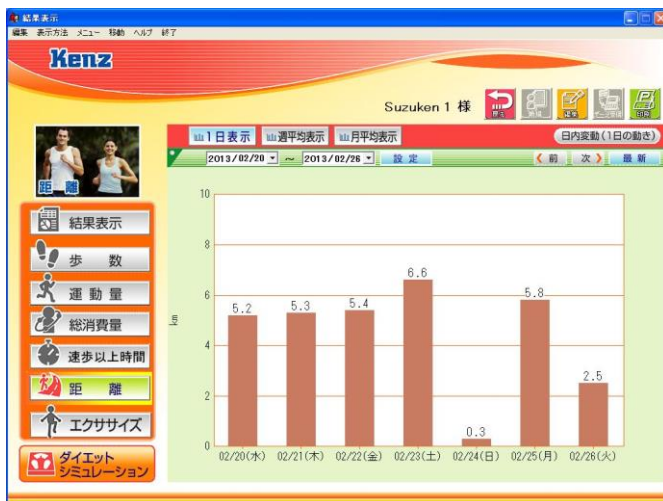 結果表示
編集 表示方法 メニュー 移動 ヘルプ 終了
Kenz
Suzuken 1 様
戻る 編集 印刷
1日表示 週平均表示 月平均表示 日内変動(1日の動き)
2013/02/20 ～ 2013/02/26 設定 《 前 次 》 最新
距離
結果表示
歩数
運動量
総消費量
速歩以上時間
距離
エクササイズ
ダイエット
シミュレーション
km
10
8
6
4
2
0
5.2 5.3 5.4 6.6 0.3 5.8 2.5
02/20(水) 02/21(木) 02/22(金) 02/23(土) 02/24(日) 02/25(月) 02/26(火)